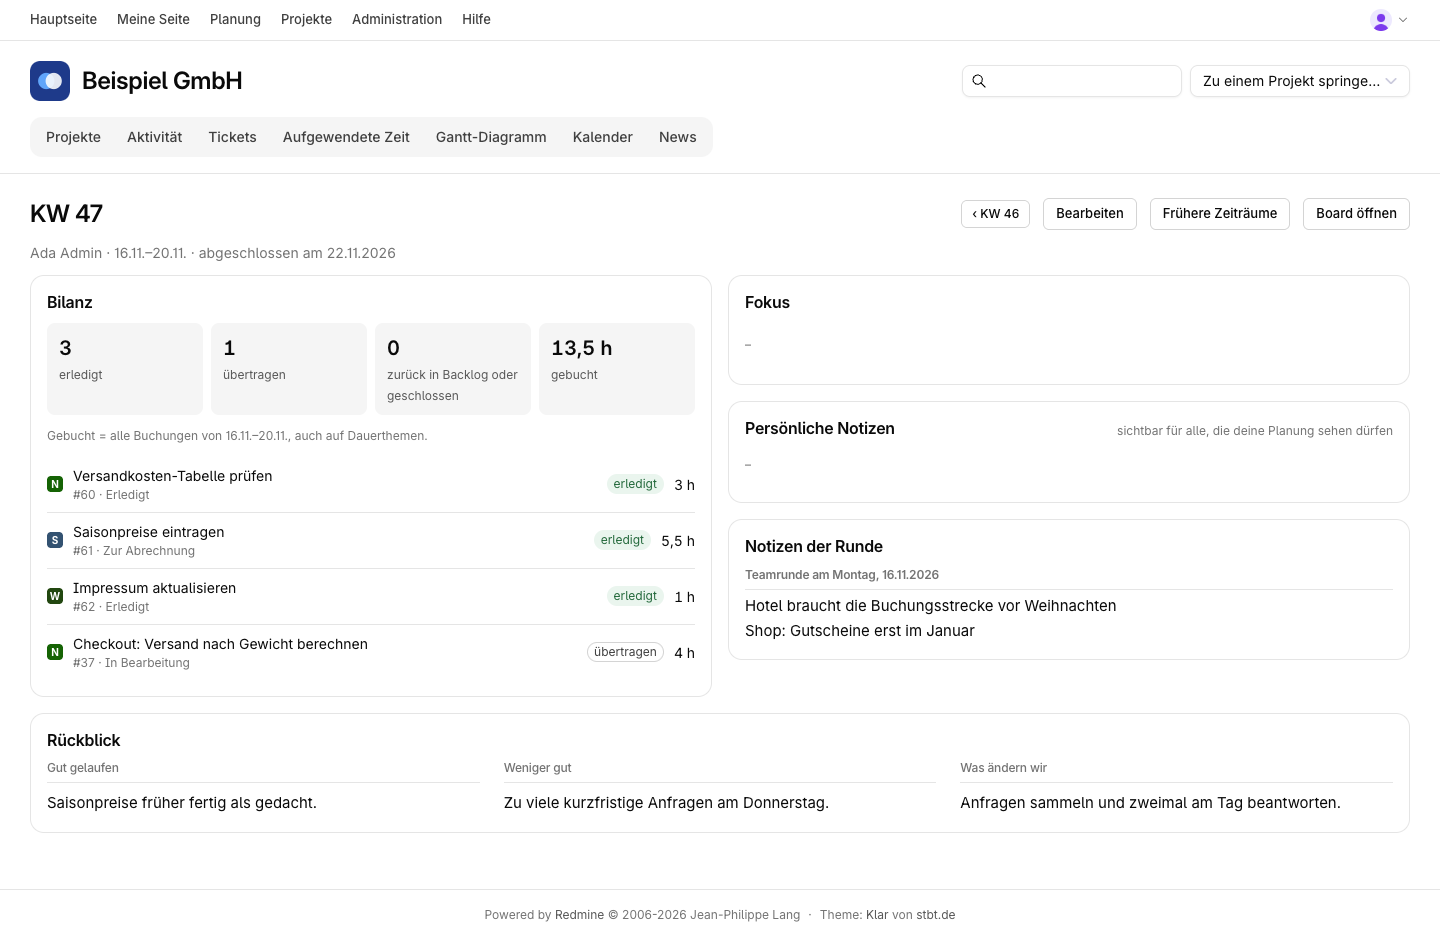 Hauptseite Meine Seite Planung Projekte Administration Hilfe
Beispiel GmbH
Zu einem Projekt springe...
Projekte Aktivität Tickets Aufgewendete Zeit Gantt-Diagramm Kalender News
KW 47
‹ KW 46 Bearbeiten Frühere Zeiträume Board öffnen
Ada Admin · 16.11.–20.11. · abgeschlossen am 22.11.2026
Bilanz
3
erledigt
1
übertragen
0
zurück in Backlog oder
geschlossen
13,5 h
gebucht
Gebucht = alle Buchungen von 16.11.–20.11., auch auf Dauerthemen.
N Versandkosten-Tabelle prüfen
#60 · Erledigt
erledigt 3 h
S Saisonpreise eintragen
#61 · Zur Abrechnung
erledigt 5,5 h
W Impressum aktualisieren
#62 · Erledigt
erledigt 1 h
N Checkout: Versand nach Gewicht berechnen
#37 · In Bearbeitung
übertragen 4 h
Fokus
–
Persönliche Notizen
sichtbar für alle, die deine Planung sehen dürfen
–
Notizen der Runde
Teamrunde am Montag, 16.11.2026
Hotel braucht die Buchungsstrecke vor Weihnachten
Shop: Gutscheine erst im Januar
Rückblick
Gut gelaufen
Saisonpreise früher fertig als gedacht.
Weniger gut
Zu viele kurzfristige Anfragen am Donnerstag.
Was ändern wir
Anfragen sammeln und zweimal am Tag beantworten.
Powered by Redmine © 2006-2026 Jean-Philippe Lang · Theme: Klar von stbt.de